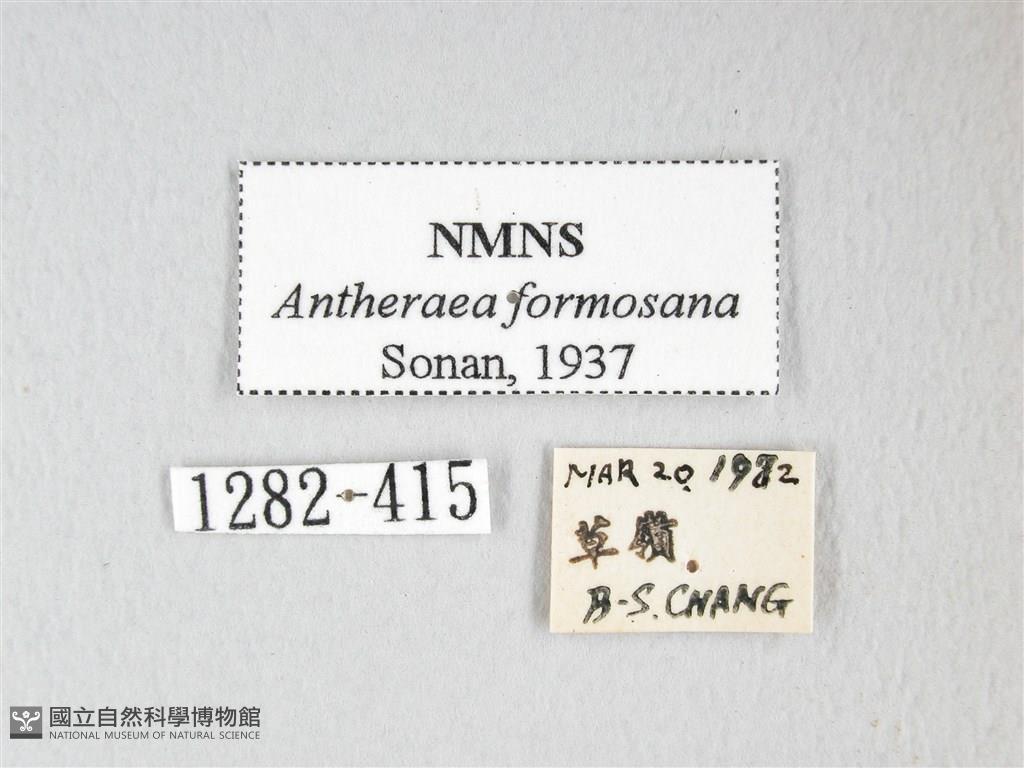 NMNS
Antheraea formosana
Sonan, 1937
1282-415
MAR 20, 1982
草嶺
B-S. CHANG
國立自然科學博物館
NATIONAL MUSEUM OF NATURAL SCIENCE